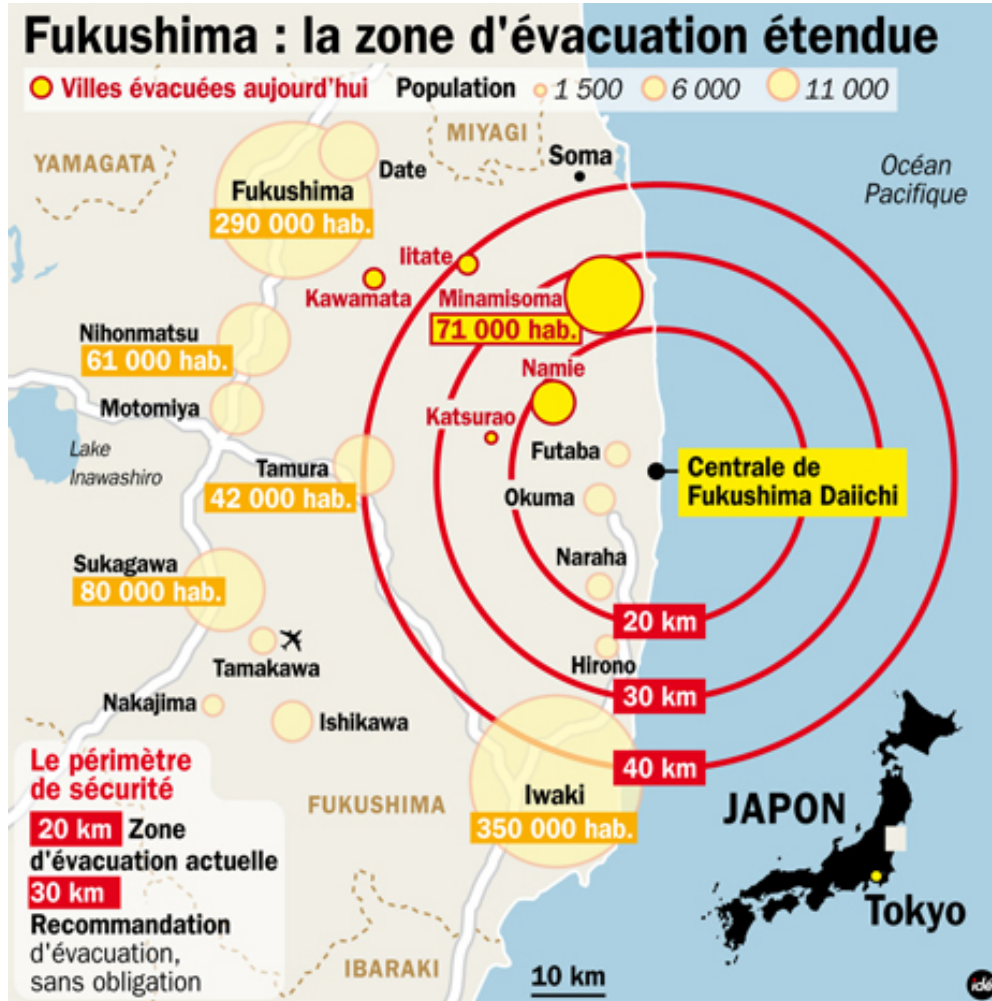 Fukushima : la zone d'évacuation étendue
Villes évacuées aujourd'hui Population 1 500 6 000 11 000
YAMAGATA
MIYAGI
Soma
Océan
Pacifique
Date
Fukushima
290 000 hab.
Iitate
Kawamata
Minamisoma
71 000 hab.
Nihonmatsu
61 000 hab.
Namie
Motomiya
Katsurao
Lake
Inawashiro
Tamura
42 000 hab.
Futaba
Okuma
Centrale de
Fukushima Daiichi
Sukagawa
80 000 hab.
Naraha
20 km
Tamakawa
Hirono
Nakajima
Ishikawa
30 km
40 km
Iwaki
350 000 hab.
FUKUSHIMA
Le périmètre
de sécurité
20 km Zone
d'évacuation actuelle
30 km
Recommandation
d'évacuation,
sans obligation
IBARAKI
10 km
JAPON
Tokyo
idé